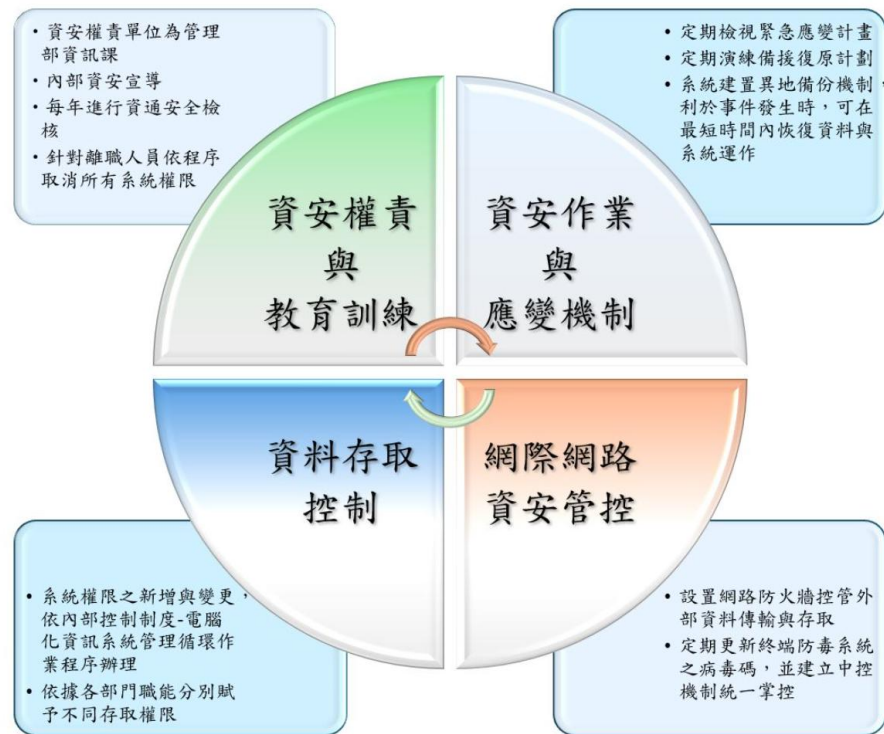 • 資安權責單位為管理
部資訊課
• 內部資安宣導
• 每年進行資通安全檢
核
• 針對離職人員依程序
取消所有系統權限
• 定期檢視緊急應變計畫
• 定期演練備援復原計劃
• 系統建置異地備份機制，
利於事件發生時，可在
最短時間內恢復資料與
系統運作
資安權責
與
教育訓練
資安作業
與
應變機制
資料存取
控制
網際網路
資安管控
• 系統權限之新增與變更，
依內部控制制度-電腦
化資訊系統管理循環作
業程序辦理
• 依據各部門職能分別賦
予不同存取權限
• 設置網路防火牆控管外
部資料傳輸與存取
• 定期更新終端防毒系統
之病毒碼，並建立中控
機制統一掌控